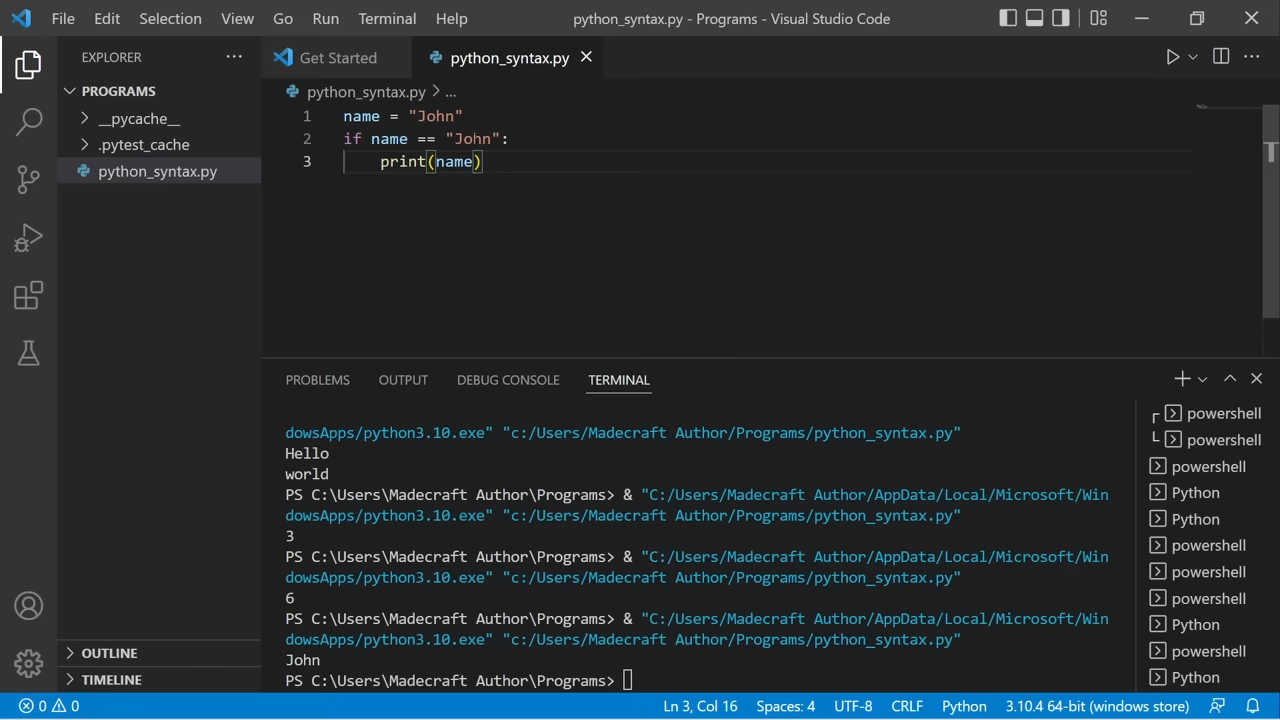 File Edit Selection View Go Run Terminal Help python_syntax.py - Programs - Visual Studio Code
EXPLORER
PROGRAMS
__pycache__
.pytest_cache
python_syntax.py
OUTLINE
TIMELINE
Get Started python_syntax.py
python_syntax.py > ...
1 name = "John"
2 if name == "John":
3 print(name)
PROBLEMS OUTPUT DEBUG CONSOLE TERMINAL
dowsApps/python3.10.exe" "c:/Users/Madecraft Author/Programs/python_syntax.py"
Hello
world
PS C:\Users\Madecraft Author\Programs> & "C:/Users/Madecraft Author/AppData/Local/Microsoft/Win
dowsApps/python3.10.exe" "c:/Users/Madecraft Author/Programs/python_syntax.py"
3
PS C:\Users\Madecraft Author\Programs> & "C:/Users/Madecraft Author/AppData/Local/Microsoft/Win
dowsApps/python3.10.exe" "c:/Users/Madecraft Author/Programs/python_syntax.py"
6
PS C:\Users\Madecraft Author\Programs> & "C:/Users/Madecraft Author/AppData/Local/Microsoft/Win
dowsApps/python3.10.exe" "c:/Users/Madecraft Author/Programs/python_syntax.py"
John
PS C:\Users\Madecraft Author\Programs>
powershell
powershell
powershell
Python
Python
powershell
powershell
powershell
Python
powershell
Python
0 0 Ln 3, Col 16 Spaces: 4 UTF-8 CRLF Python 3.10.4 64-bit (windows store)